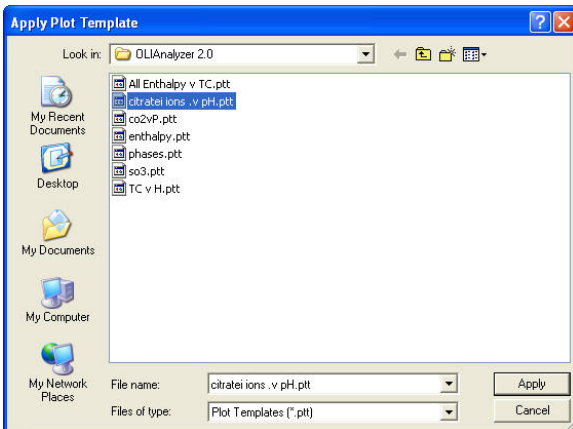 Apply Plot Template
Look in: OLIAnalyzer 2.0
All Enthalpy v TC.ptt
citratei ions .v pH.ptt
co2vP.ptt
enthalpy.ptt
phases.ptt
so3.ptt
TC v H.ptt
My Recent
Documents
Desktop
My Documents
My Computer
My Network
Places
File name: citratei ions .v pH.ptt Apply
Files of type: Plot Templates (*.ptt) Cancel